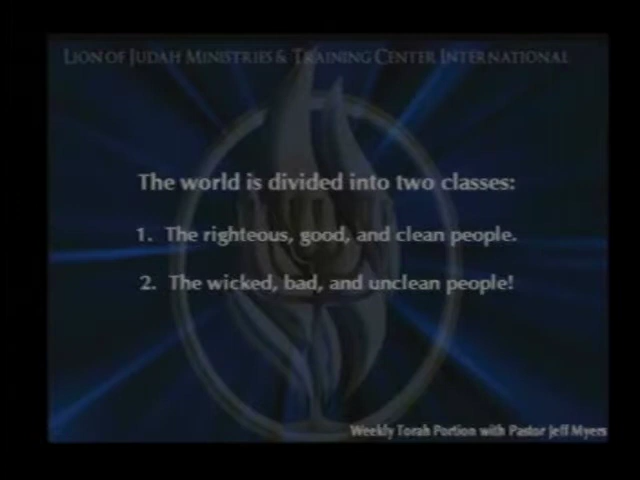 LION OF JUDAH MINISTRIES & TRAINING CENTER INTERNATIONAL
The world is divided into two classes:
1. The righteous, good, and clean people.
2. The wicked, bad, and unclean people!
Weekly Torah Portion with Pastor Jeff Myers